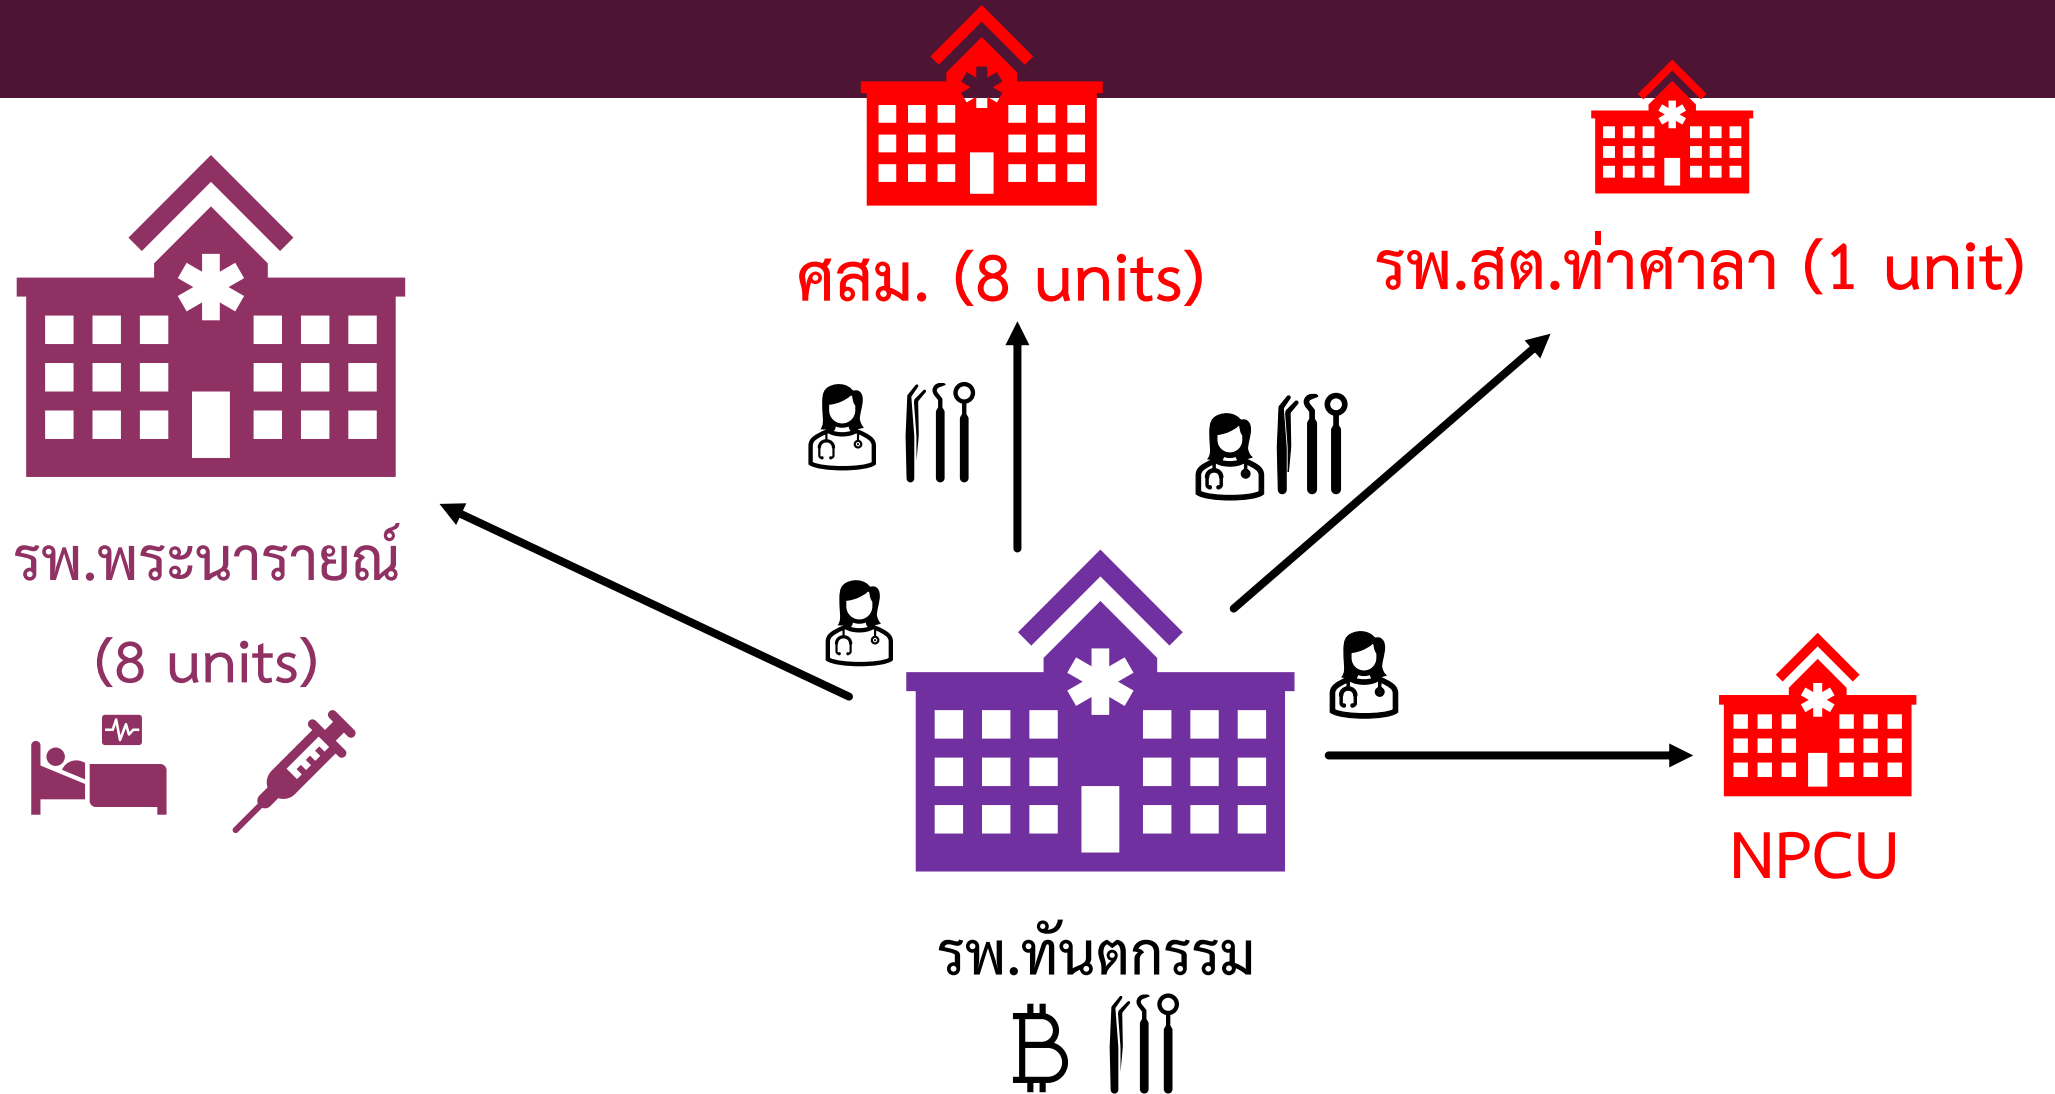 ศสม. (8 units)
รพ.สต.ท่าศาลา (1 unit)
รพ.พระนารายณ์
(8 units)
NPCU
รพ.ทันตกรรม